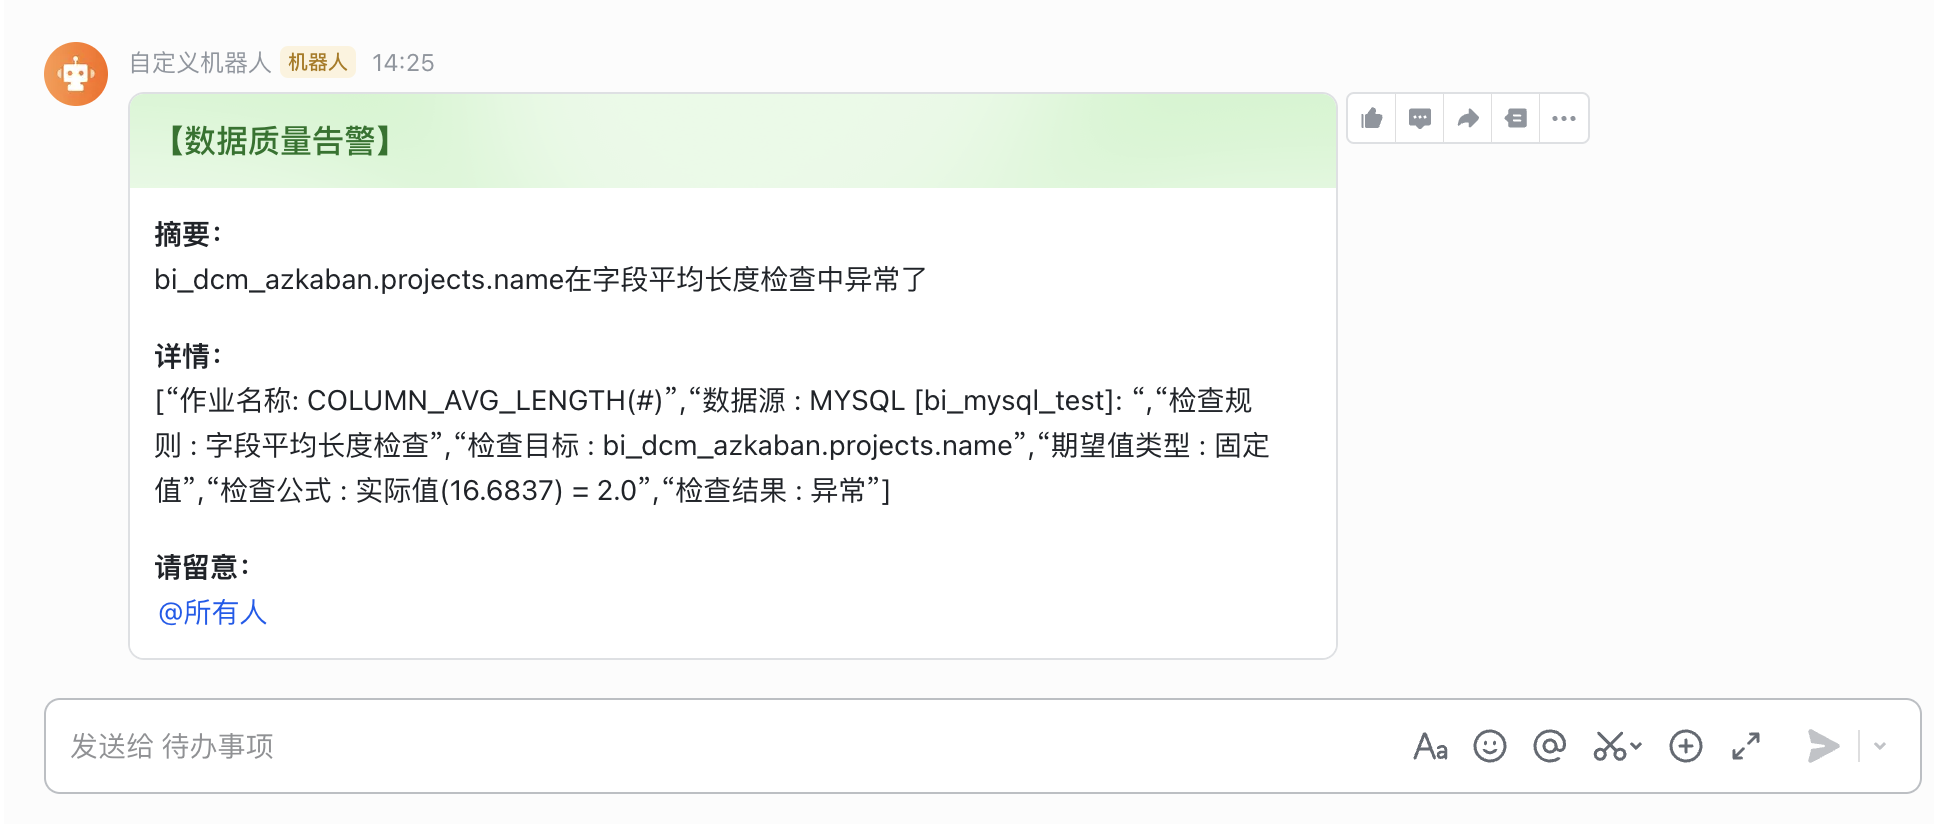 自定义机器人 机器人 14:25
【数据质量告警】
摘要：
bi_dcm_azkaban.projects.name在字段平均长度检查中异常了
详情：
[“作业名称: COLUMN_AVG_LENGTH(#)”,“数据源 : MYSQL [bi_mysql_test]: “,“检查规
则 : 字段平均长度检查”,“检查目标 : bi_dcm_azkaban.projects.name”,“期望值类型 : 固定
值”,“检查公式 : 实际值(16.6837) = 2.0”,“检查结果 : 异常”]
请留意：
@所有人
发送给 待办事项
Aa